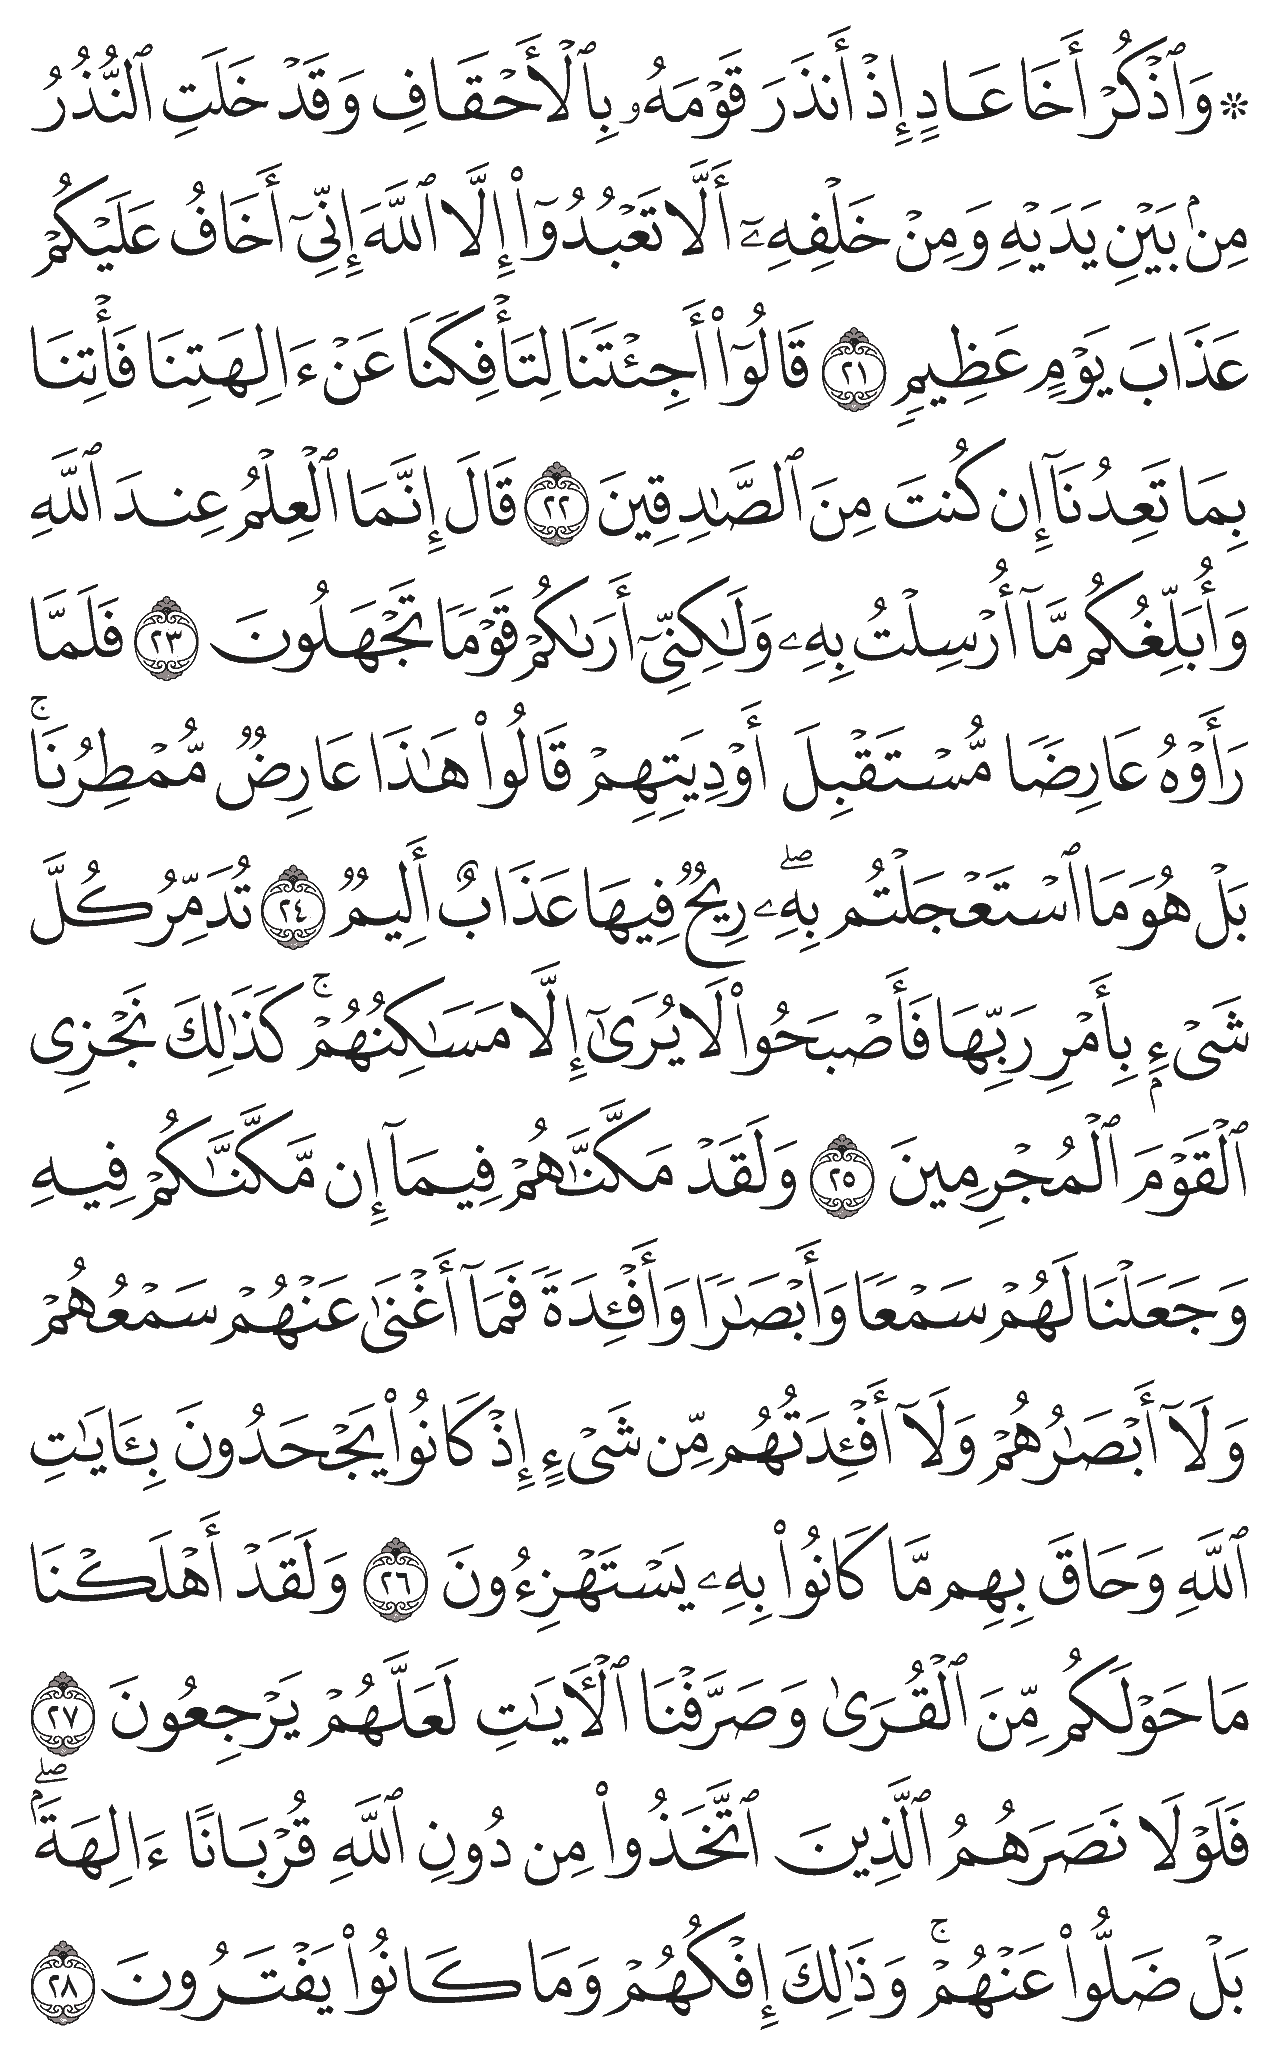 ۞ وَٱذۡكُرۡ أَخَا عَادٍ إِذۡ أَنذَرَ قَوۡمَهُۥ بِٱلۡأَحۡقَافِ وَقَدۡ خَلَتِ ٱلنُّذُرُ
مِنۢ بَيۡنِ يَدَيۡهِ وَمِنۡ خَلۡفِهِۦٓ أَلَّا تَعۡبُدُوٓاْ إِلَّا ٱللَّهَ إِنِّيٓ أَخَافُ عَلَيۡكُمۡ
عَذَابَ يَوۡمٍ عَظِيمٖ ٢١ قَالُوٓاْ أَجِئۡتَنَا لِتَأۡفِكَنَا عَنۡ ءَالِهَتِنَا فَأۡتِنَا
بِمَا تَعِدُنَآ إِن كُنتَ مِنَ ٱلصَّٰدِقِينَ ٢٢ قَالَ إِنَّمَا ٱلۡعِلۡمُ عِندَ ٱللَّهِ
وَأُبَلِّغُكُم مَّآ أُرۡسِلۡتُ بِهِۦ وَلَٰكِنِّيٓ أَرَىٰكُمۡ قَوۡمٗا تَجۡهَلُونَ ٢٣ فَلَمَّا
رَأَوۡهُ عَارِضٗا مُّسۡتَقۡبِلَ أَوۡدِيَتِهِمۡ قَالُواْ هَٰذَا عَارِضٞ مُّمۡطِرُنَاۚ
بَلۡ هُوَ مَا ٱسۡتَعۡجَلۡتُم بِهِۦۖ رِيحٞ فِيهَا عَذَابٌ أَلِيمٞ ٢٤ تُدَمِّرُ كُلَّ
شَيۡءِۭ بِأَمۡرِ رَبِّهَا فَأَصۡبَحُواْ لَا يُرَىٰٓ إِلَّا مَسَٰكِنُهُمۡۚ كَذَٰلِكَ نَجۡزِي
ٱلۡقَوۡمَ ٱلۡمُجۡرِمِينَ ٢٥ وَلَقَدۡ مَكَّنَّٰهُمۡ فِيمَآ إِن مَّكَّنَّٰكُمۡ فِيهِ
وَجَعَلۡنَا لَهُمۡ سَمۡعٗا وَأَبۡصَٰرٗا وَأَفۡـِٔدَةٗ فَمَآ أَغۡنَىٰ عَنۡهُمۡ سَمۡعُهُمۡ
وَلَآ أَبۡصَٰرُهُمۡ وَلَآ أَفۡـِٔدَتُهُم مِّن شَيۡءٍ إِذۡ كَانُواْ يَجۡحَدُونَ بِـَٔايَٰتِ
ٱللَّهِ وَحَاقَ بِهِم مَّا كَانُواْ بِهِۦ يَسۡتَهۡزِءُونَ ٢٦ وَلَقَدۡ أَهۡلَكۡنَا
مَا حَوۡلَكُم مِّنَ ٱلۡقُرَىٰ وَصَرَّفۡنَا ٱلۡأٓيَٰتِ لَعَلَّهُمۡ يَرۡجِعُونَ ٢٧
فَلَوۡلَا نَصَرَهُمُ ٱلَّذِينَ ٱتَّخَذُواْ مِن دُونِ ٱللَّهِ قُرۡبَانًا ءَالِهَةَۢۖ
بَلۡ ضَلُّواْ عَنۡهُمۡۚ وَذَٰلِكَ إِفۡكُهُمۡ وَمَا كَانُواْ يَفۡتَرُونَ ٢٨